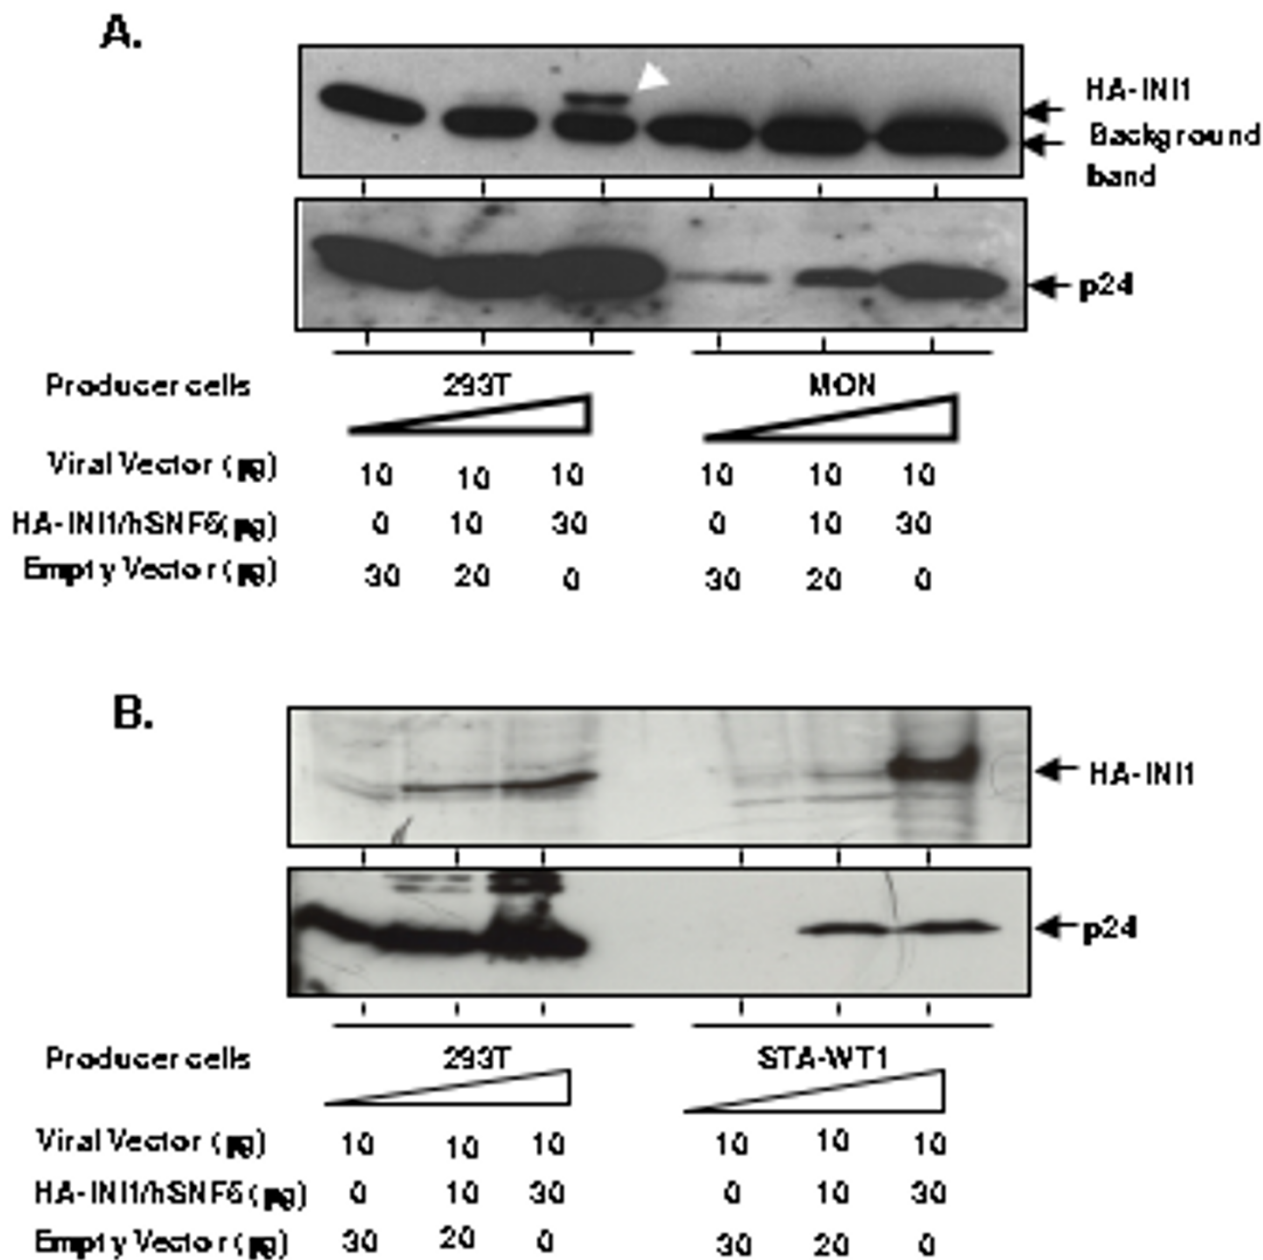 A.
HA-INI1
Background
band
p24
Producer cells 293T MON
Viral Vector (µg) 10 10 10 10 10 10
HA-INI1/hSNF5(µg) 0 10 30 0 10 30
Empty Vector (µg) 30 20 0 30 20 0
B.
HA-INI1
p24
Producer cells 293T STA-WT1
Viral Vector (µg) 10 10 10 10 10 10
HA-INI1/hSNF5 (µg) 0 10 30 0 10 30
Empty Vector (µg) 30 20 0 30 20 0